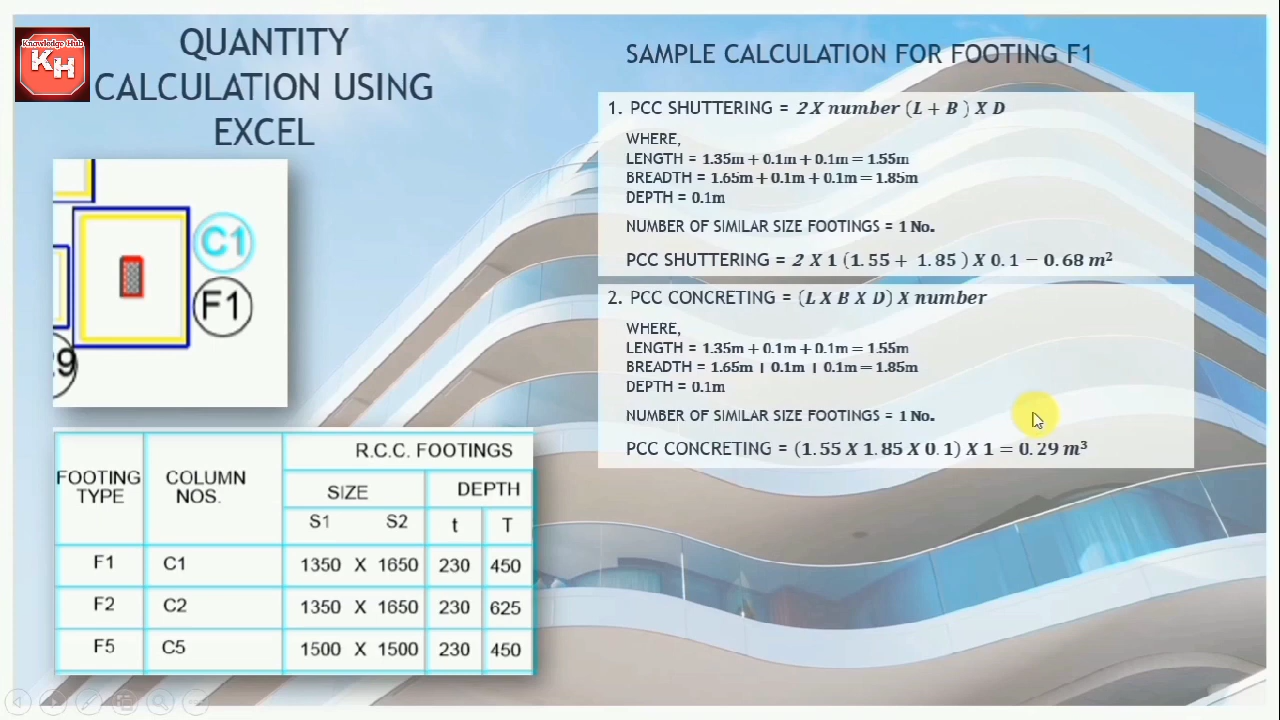 Knowledge Hub
KH
QUANTITY
CALCULATION USING
EXCEL
C1
F1
9
FOOTING
TYPE
COLUMN
NOS.
R.C.C. FOOTINGS
SIZE
DEPTH
S1 S2
t T
F1 C1 1350 X 1650 230 450
F2 C2 1350 X 1650 230 625
F5 C5 1500 X 1500 230 450
SAMPLE CALCULATION FOR FOOTING F1
1. PCC SHUTTERING = 2 X number (L + B ) X D
WHERE,
LENGTH = 1.35m + 0.1m + 0.1m = 1.55m
BREADTH = 1.65m + 0.1m + 0.1m = 1.85m
DEPTH = 0.1m
NUMBER OF SIMILAR SIZE FOOTINGS = 1 No.
PCC SHUTTERING = 2 X 1 (1.55 + 1.85 ) X 0.1 − 0.68 m²
2. PCC CONCRETING = (L X B X D) X number
WHERE,
LENGTH = 1.35m + 0.1m + 0.1m = 1.55m
BREADTH = 1.65m | 0.1m | 0.1m = 1.85m
DEPTH = 0.1m
NUMBER OF SIMILAR SIZE FOOTINGS = 1 No.
PCC CONCRETING = (1.55 X 1.85 X 0.1) X 1 = 0.29 m³